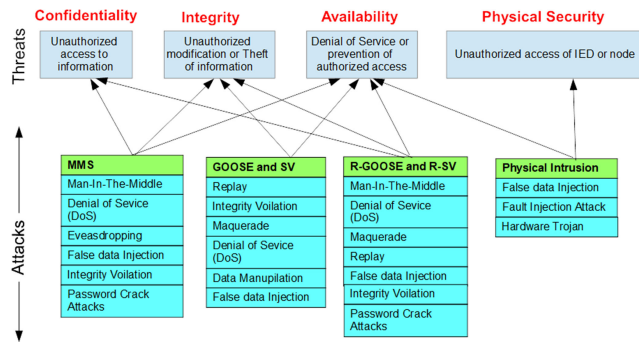 Confidentiality
Integrity
Availability
Physical Security
Threats
Unauthorized
access to
information
Unauthorized
modification or Theft
of information
Denial of Service or
prevention of
authorized access
Unauthorized access of IED or node
Attacks
MMS
Man-In-The-Middle
Denial of Sevice
(DoS)
Eveasdropping
False data Injection
Integrity Voilation
Password Crack
Attacks
GOOSE and SV
Replay
Integrity Voilation
Maquerade
Denial of Sevice
(DoS)
Data Manupilation
False data Injection
R-GOOSE and R-SV
Man-In-The-Middle
Denial of Sevice
(DoS)
Maquerade
Replay
False data Injection
Integrity Voilation
Password Crack
Attacks
Physical Intrusion
False data Injection
Fault Injection Attack
Hardware Trojan